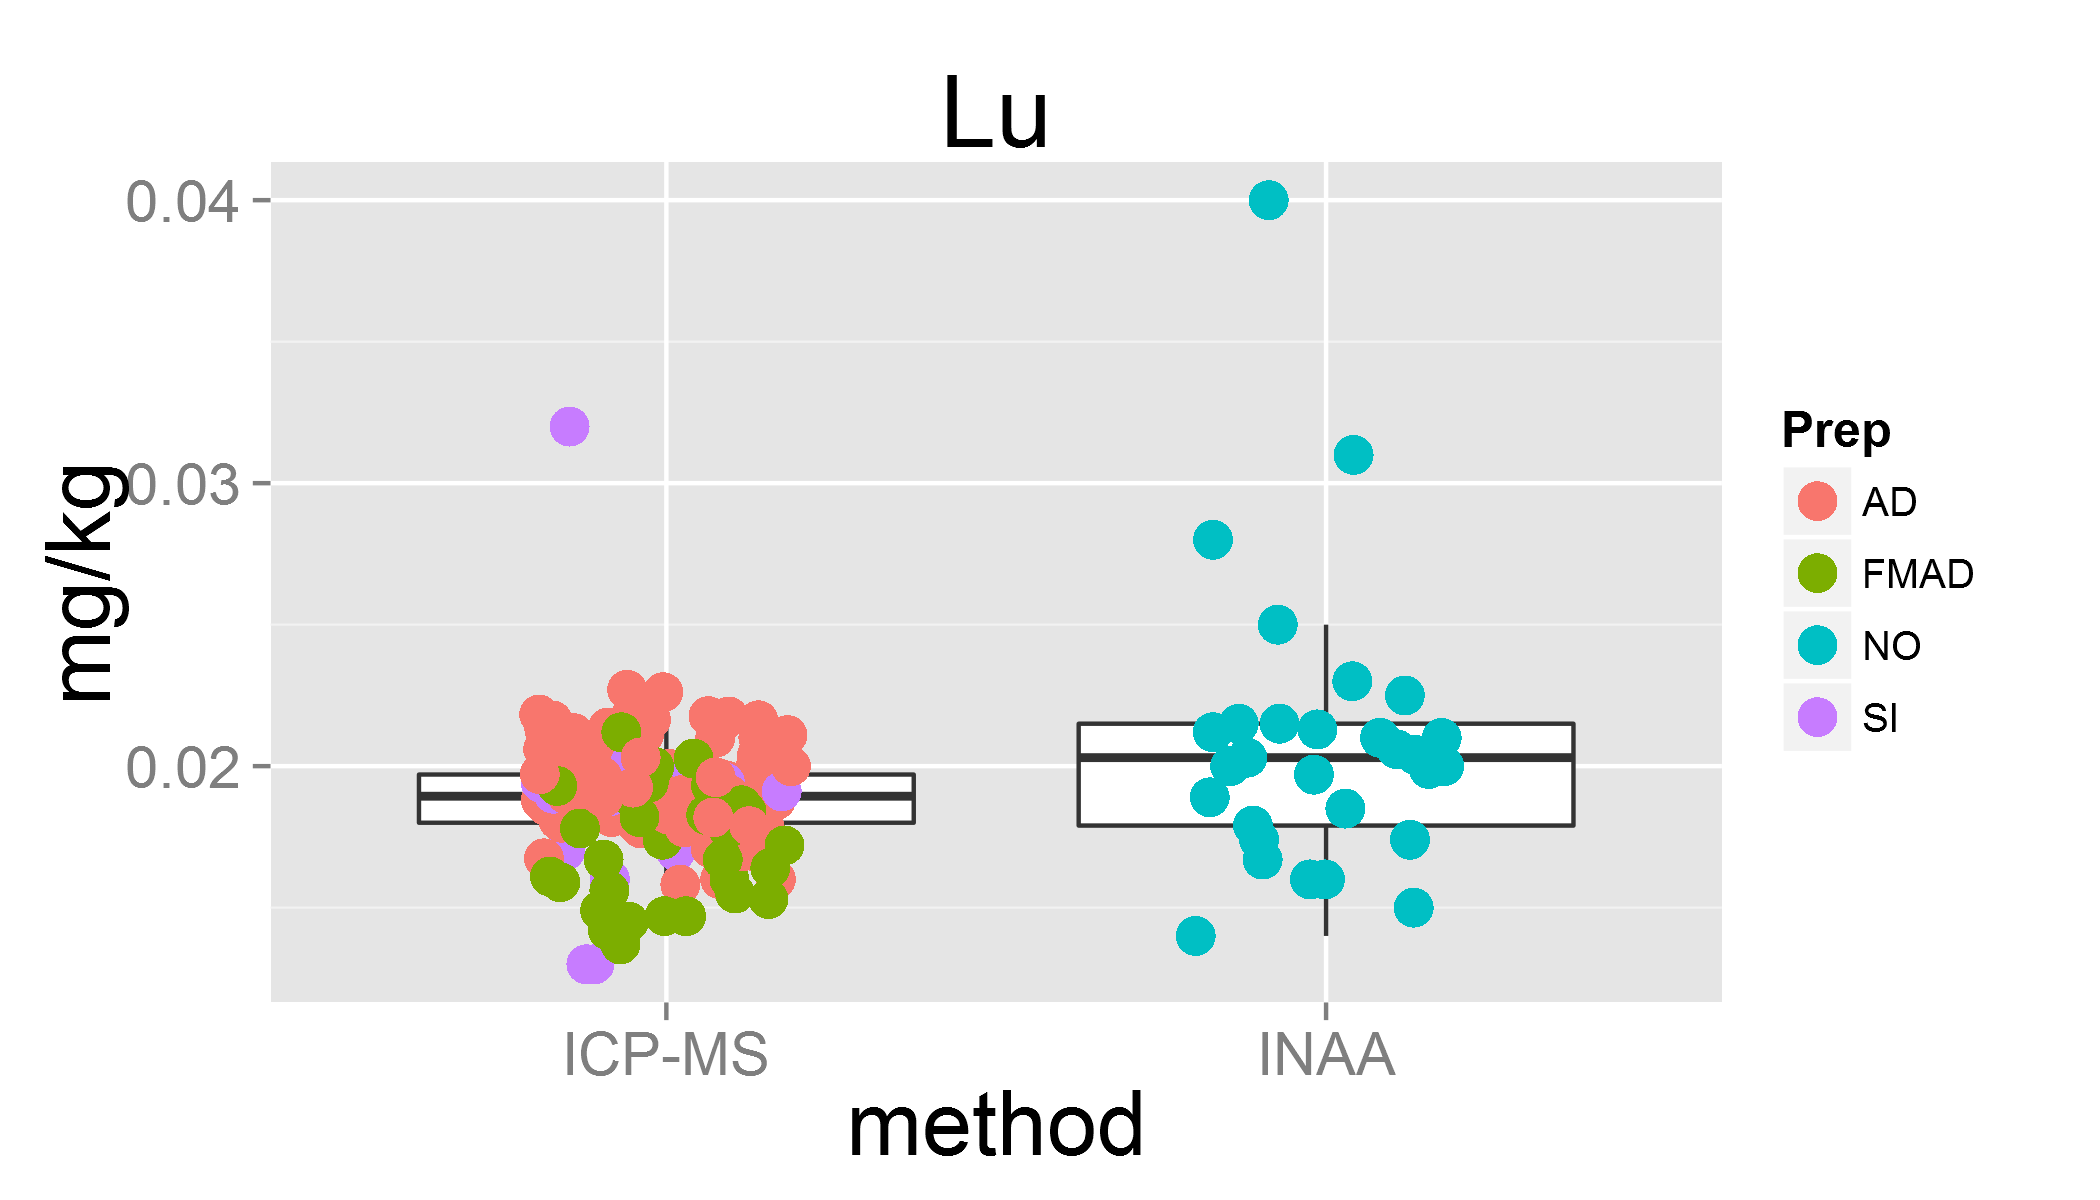 Lu
0.04
0.03
0.02
mg/kg
ICP-MS
INAA
method
Prep
AD
FMAD
NO
SI